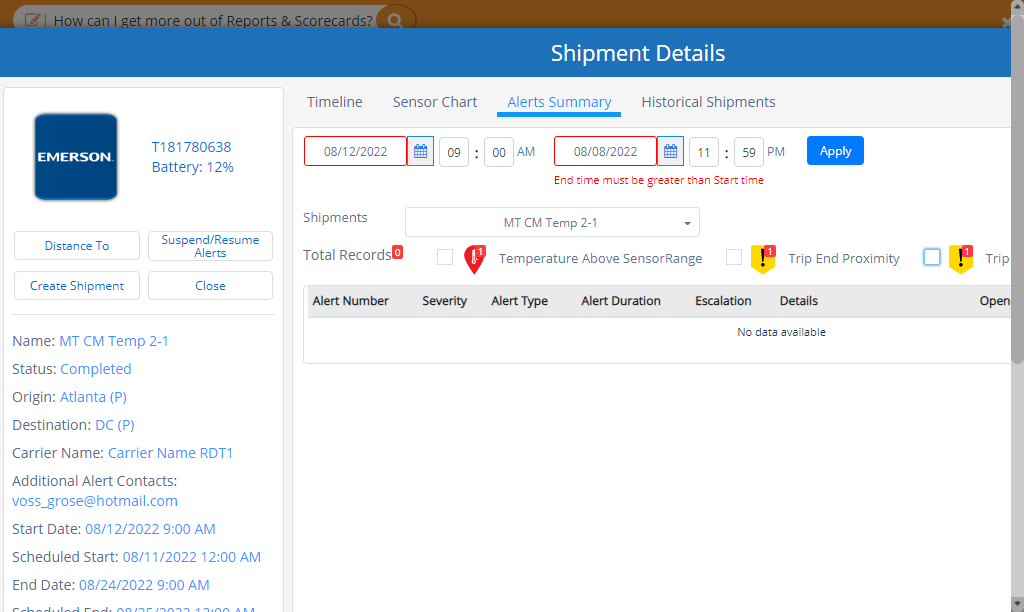 How can I get more out of Reports & Scorecards?
Shipment Details
EMERSON.
T181780638
Battery: 12%
Distance To
Suspend/Resume Alerts
Create Shipment
Close
Name: MT CM Temp 2-1
Status: Completed
Origin: Atlanta (P)
Destination: DC (P)
Carrier Name: Carrier Name RDT1
Additional Alert Contacts:
voss_grose@hotmail.com
Start Date: 08/12/2022 9:00 AM
Scheduled Start: 08/11/2022 12:00 AM
End Date: 08/24/2022 9:00 AM
Scheduled End: 08/25/2022 12:00 AM
Timeline Sensor Chart Alerts Summary Historical Shipments
08/12/2022 09 : 00 AM 08/08/2022 11 : 59 PM Apply
End time must be greater than Start time
Shipments MT CM Temp 2-1
Total Records 0 1 Temperature Above SensorRange 1 Trip End Proximity 1 Trip
Alert Number Severity Alert Type Alert Duration Escalation Details Open
No data available